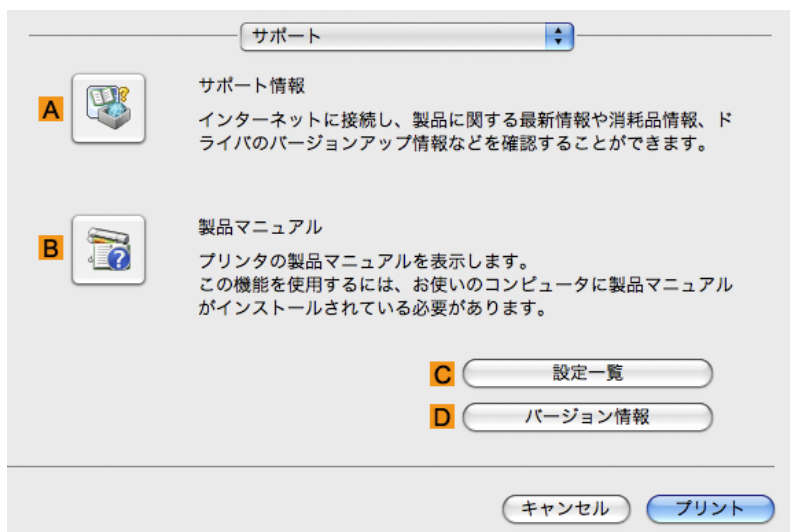 サポート
A
サポート情報
インターネットに接続し、製品に関する最新情報や消耗品情報、ド
ライバのバージョンアップ情報などを確認することができます。
B
製品マニュアル
プリンタの製品マニュアルを表示します。
この機能を使用するには、お使いのコンピュータに製品マニュアル
がインストールされている必要があります。
C 設定一覧
D バージョン情報
キャンセル プリント